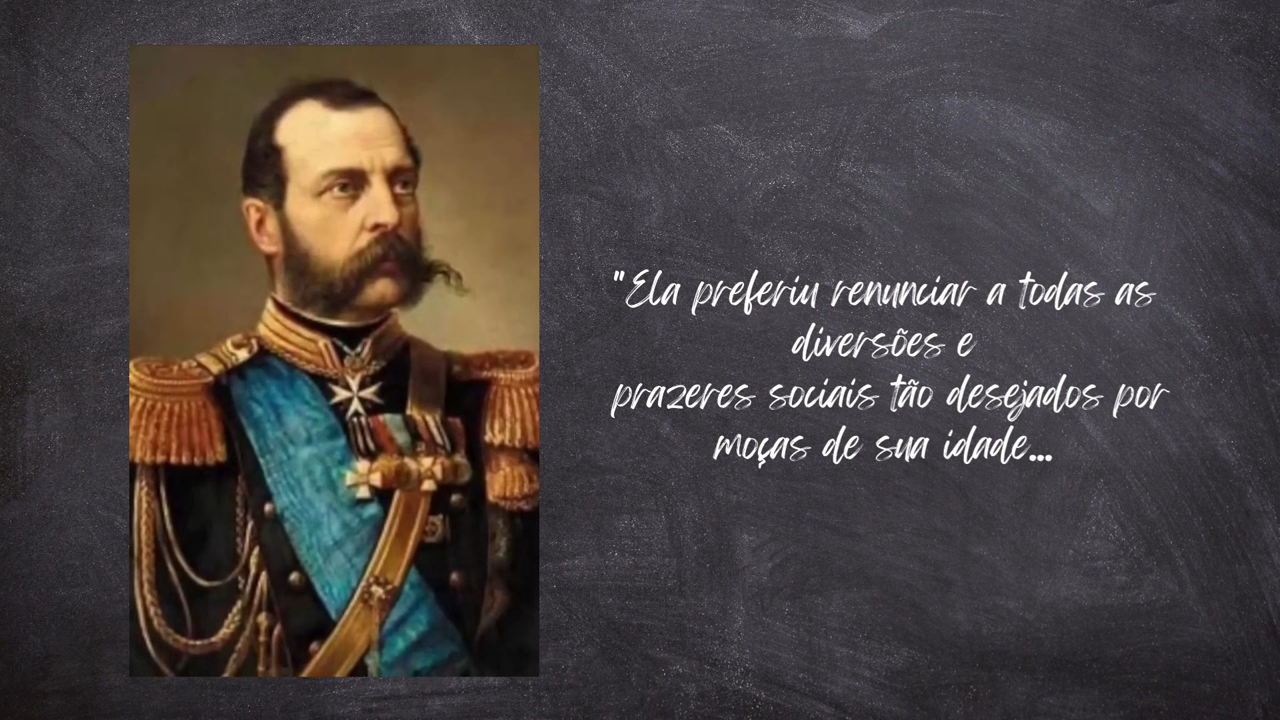 "Ela preferiu renunciar a todas as
diversões e
prazeres sociais tão desejados por
moças de sua idade...